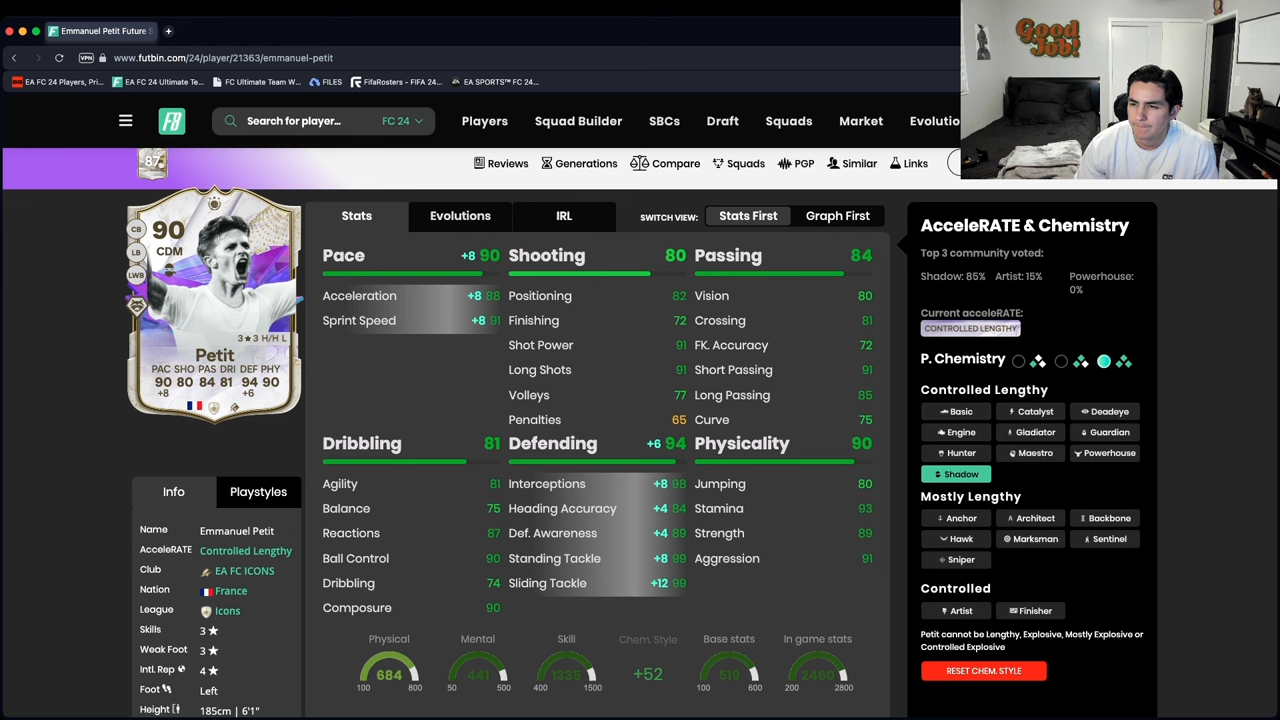 Emmanuel Petit Future S
www.futbin.com/24/player/21363/emmanuel-petit
VPN
EA FC 24 Players, Pri...
EA FC 24 Ultimate Te...
FC Ultimate Team W...
FILES
FifaRosters - FIFA 24...
EA SPORTS™ FC 24...
Good Job!
Search for player...
FC 24
Players
Squad Builder
SBCs
Draft
Squads
Market
Evolutio
87
Reviews
Generations
Compare
Squads
PGP
Similar
Links
90
CDM
CB
LB
LWB
3★3 H/H L
Petit
PAC SHO PAS DRI DEF PHY
90 80 84 81 94 90
+8 +6
Stats
Evolutions
IRL
SWITCH VIEW:
Stats First
Graph First
Pace +8 90
Acceleration +8 88
Sprint Speed +8 91
Shooting 80
Positioning 82
Finishing 72
Shot Power 91
Long Shots 91
Volleys 77
Penalties 65
Passing 84
Vision 80
Crossing 81
FK. Accuracy 72
Short Passing 91
Long Passing 85
Curve 75
Dribbling 81
Agility 81
Balance 75
Reactions 87
Ball Control 90
Dribbling 74
Composure 90
Defending +6 94
Interceptions +8 98
Heading Accuracy +4 84
Def. Awareness +4 89
Standing Tackle +8 99
Sliding Tackle +12 99
Physicality 90
Jumping 80
Stamina 93
Strength 89
Aggression 91
Physical
684
100 800
Mental
441
50 500
Skill
1335
400 1500
Chem. Style
+52
Base stats
519
100 600
In game stats
2460
200 2800
Info
Playstyles
Name Emmanuel Petit
AcceleRATE Controlled Lengthy
Club EA FC ICONS
Nation France
League Icons
Skills 3★
Weak Foot 3★
Intl. Rep 4★
Foot Left
Height 185cm | 6'1"
AcceleRATE & Chemistry
Top 3 community voted:
Shadow: 85% Artist: 15% Powerhouse: 0%
Current acceleRATE:
CONTROLLED LENGTHY
P. Chemistry
Controlled Lengthy
Basic
Catalyst
Deadeye
Engine
Gladiator
Guardian
Hunter
Maestro
Powerhouse
Shadow
Mostly Lengthy
Anchor
Architect
Backbone
Hawk
Marksman
Sentinel
Sniper
Controlled
Artist
Finisher
Petit cannot be Lengthy, Explosive, Mostly Explosive or
Controlled Explosive
RESET CHEM. STYLE